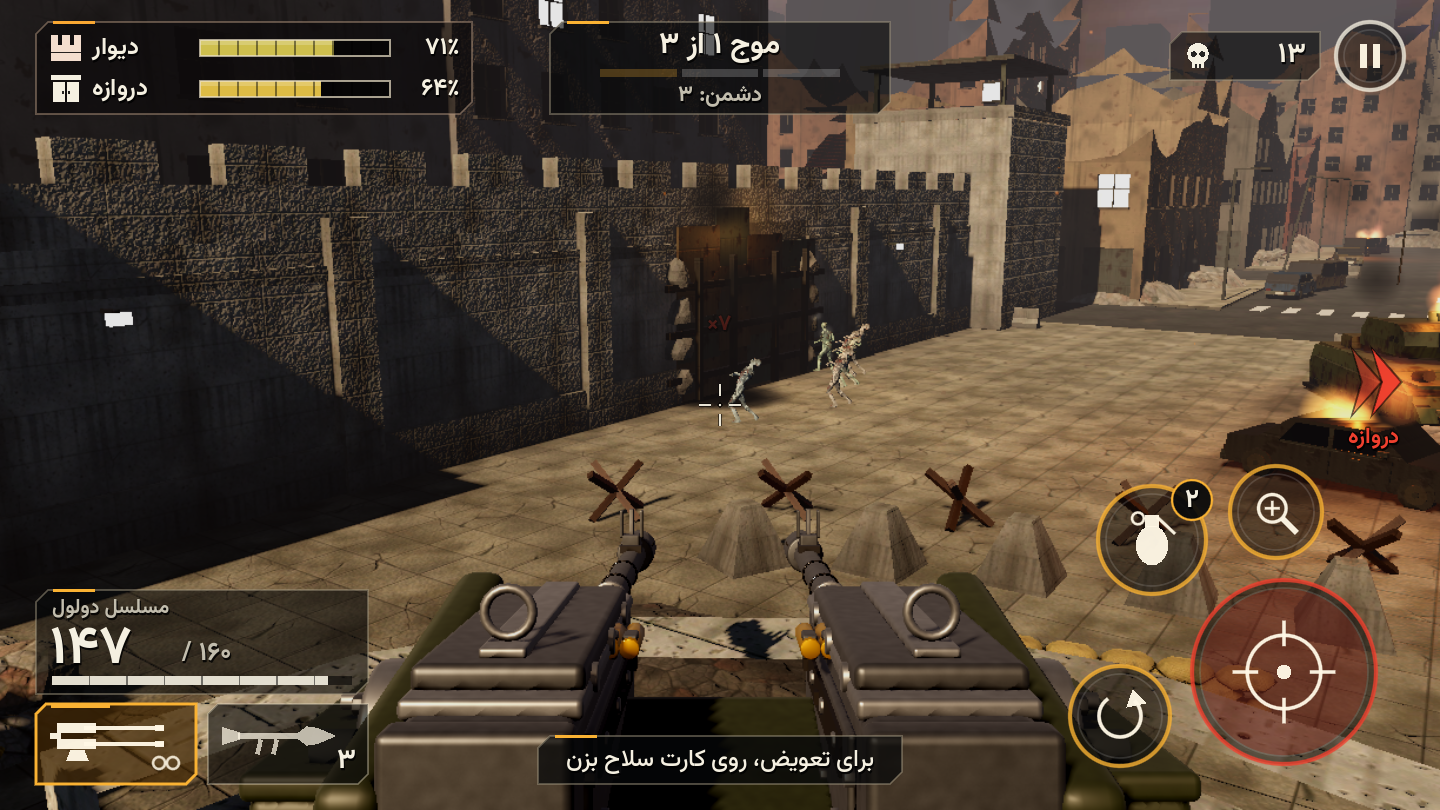 دیوار ۷۱٪
دروازه ۶۴٪
موج ۱ از ۳
دشمن: ۳
۱۳
×۷
دروازه
۲
مسلسل دولول
۱۴۷ / ۱۶۰
∞
۳
برای تعویض، روی کارت سلاح بزن